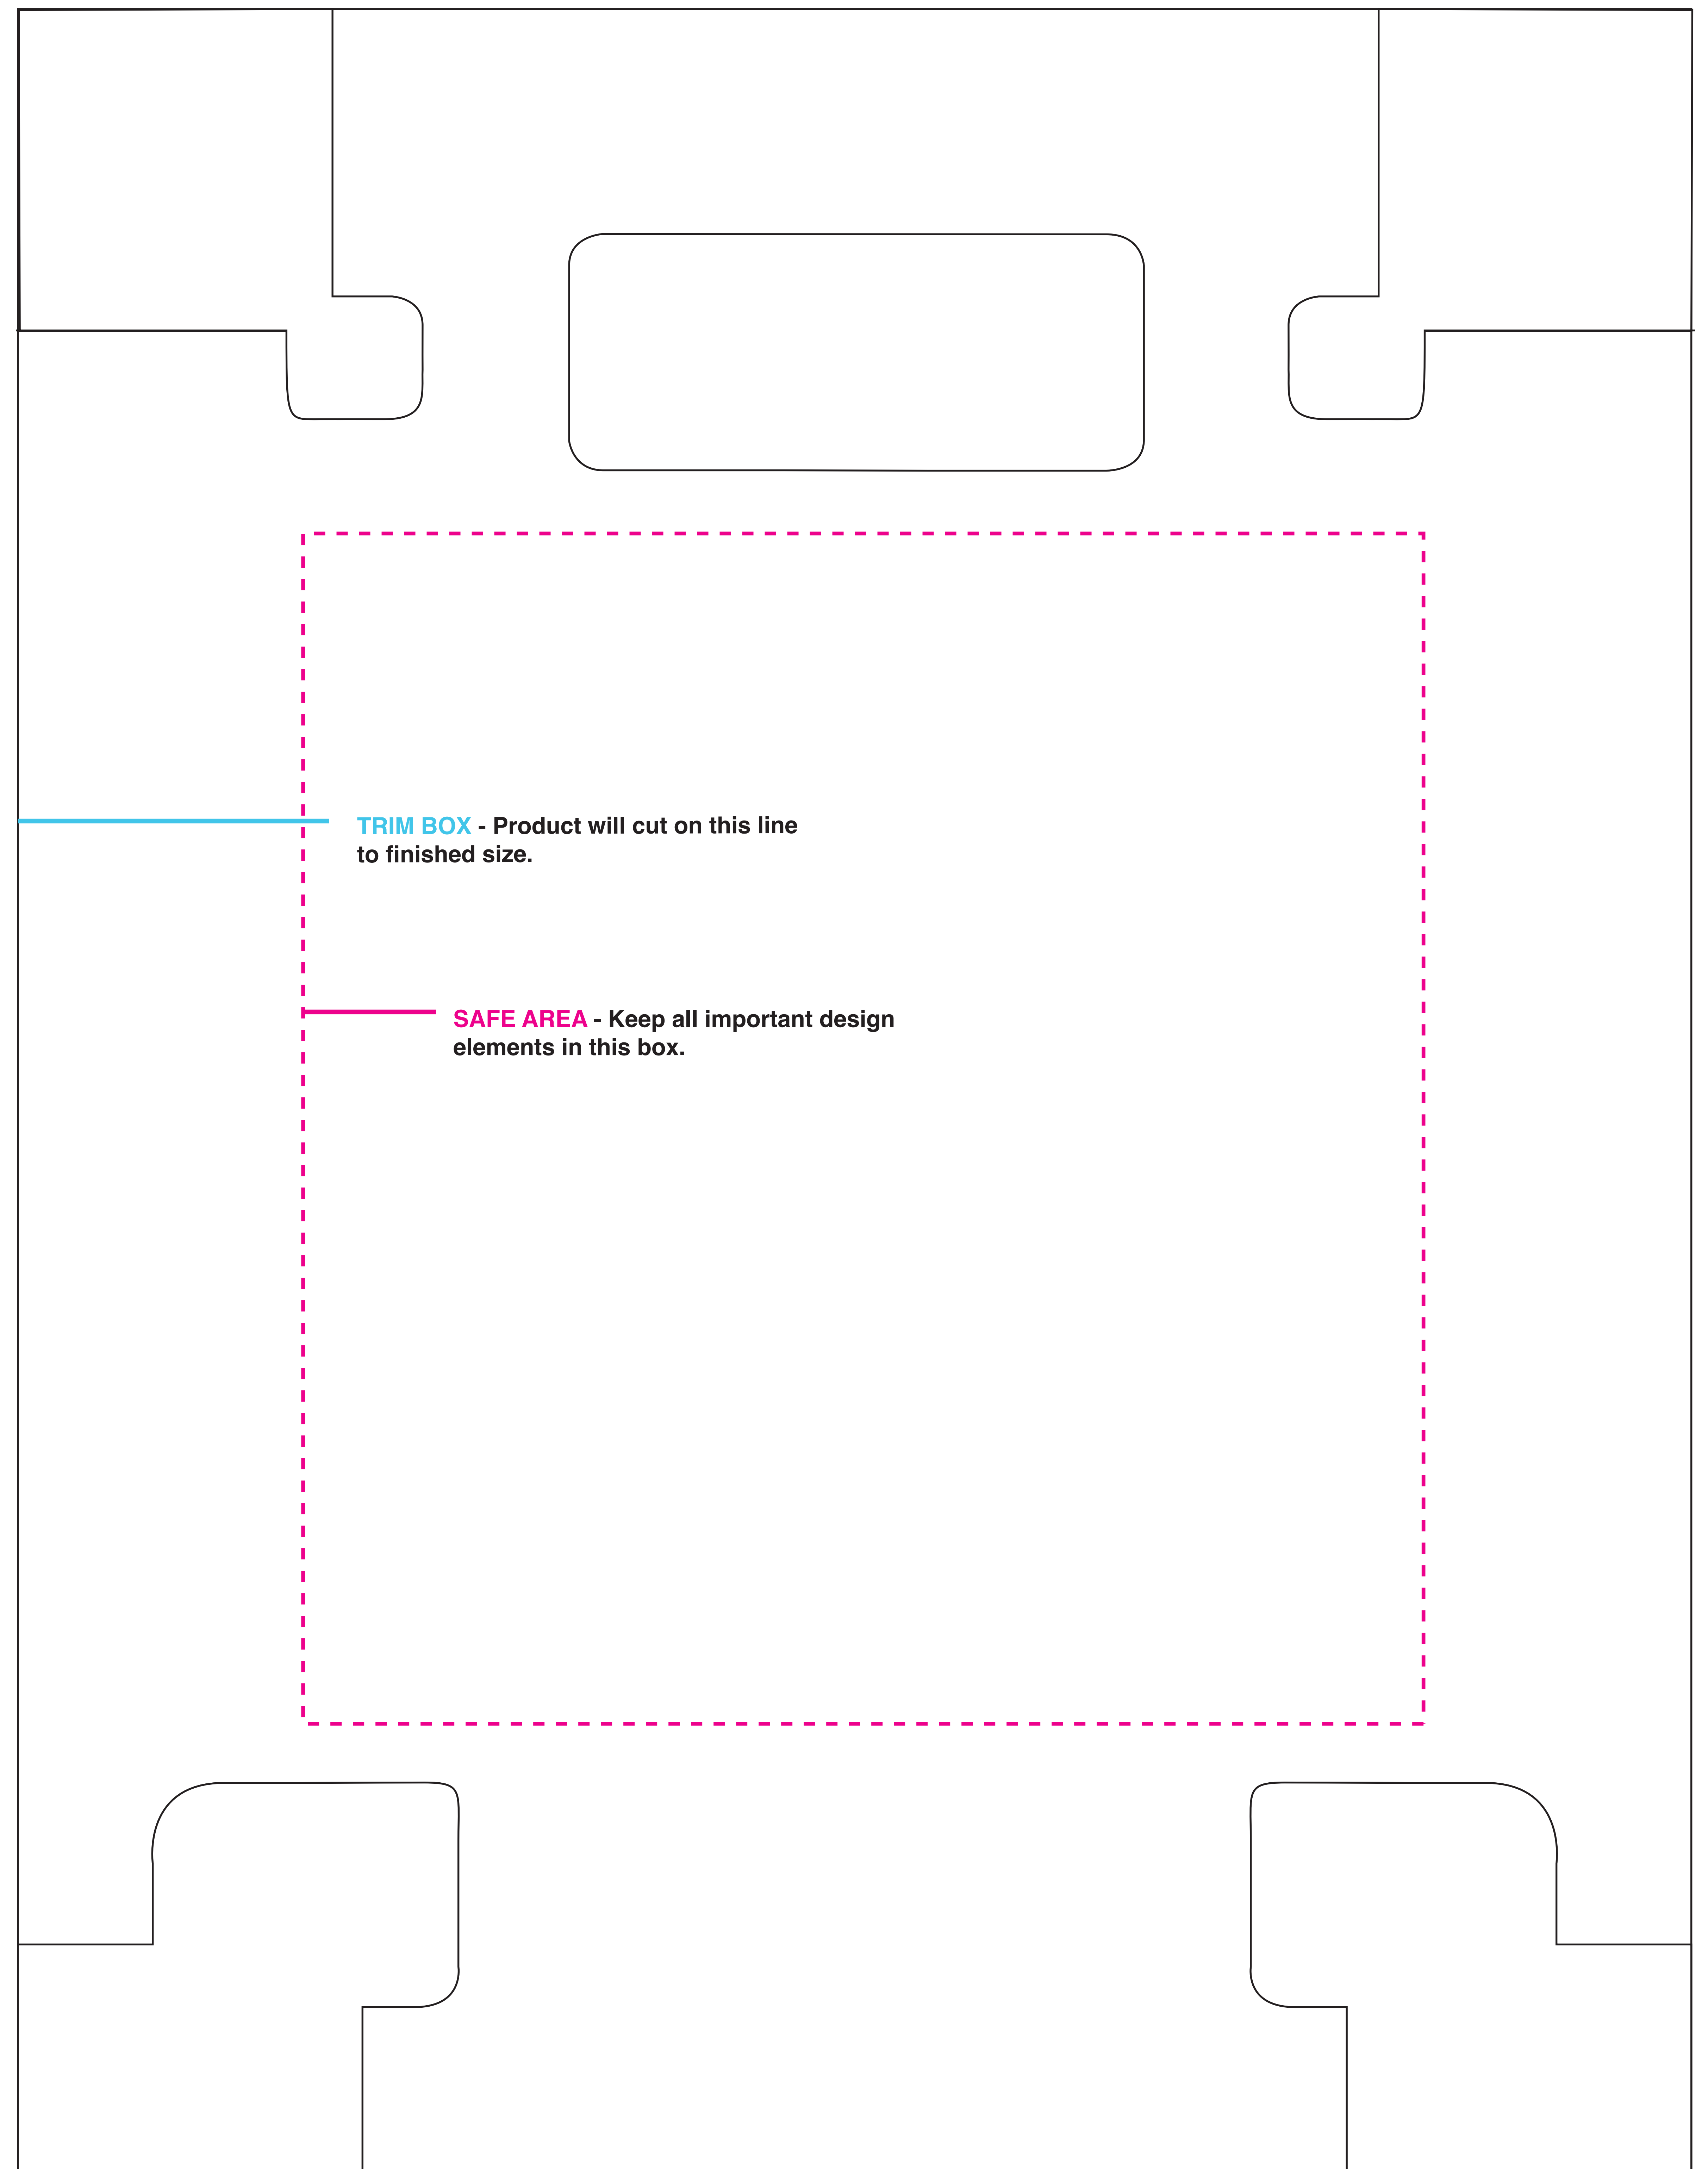 TRIM BOX - Product will cut on this line
to finished size.
SAFE AREA - Keep all important design
elements in this box.